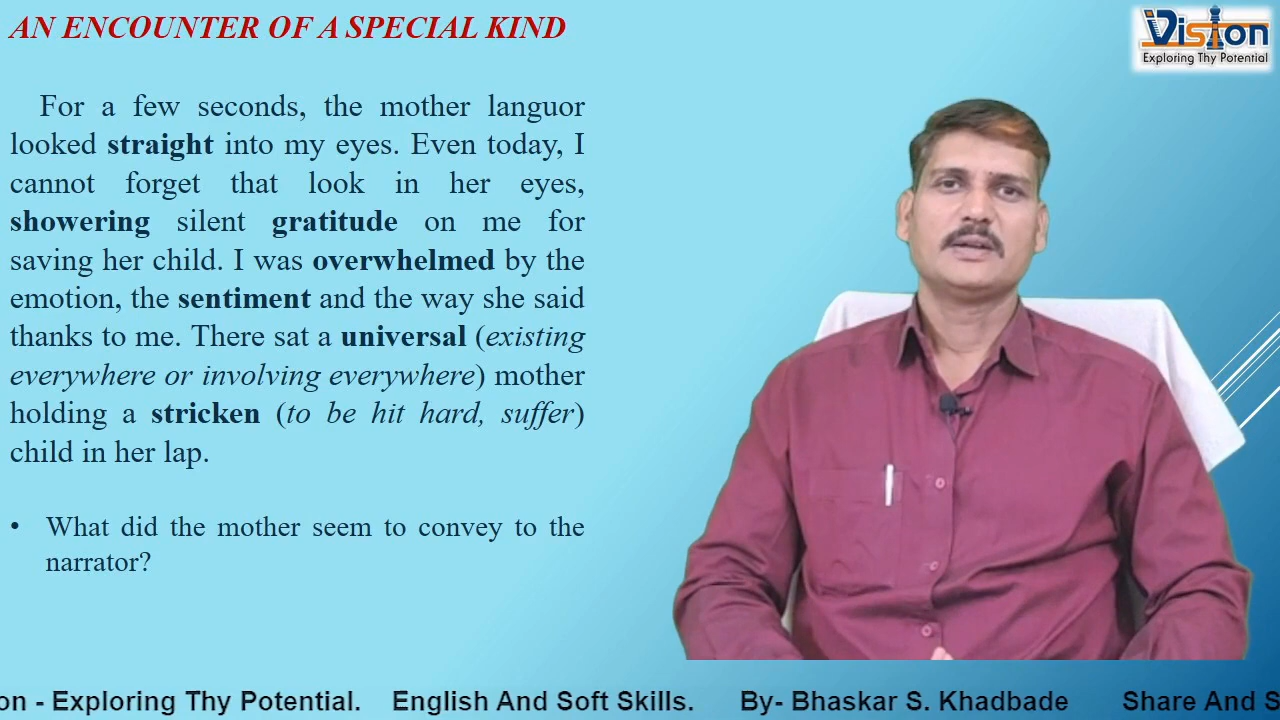 AN ENCOUNTER OF A SPECIAL KIND
Vision
Exploring Thy Potential
For a few seconds, the mother languor
looked straight into my eyes. Even today, I
cannot forget that look in her eyes,
showering silent gratitude on me for
saving her child. I was overwhelmed by the
emotion, the sentiment and the way she said
thanks to me. There sat a universal (existing
everywhere or involving everywhere) mother
holding a stricken (to be hit hard, suffer)
child in her lap.
• What did the mother seem to convey to the
narrator?
on - Exploring Thy Potential. English And Soft Skills. By- Bhaskar S. Khadbade Share And S